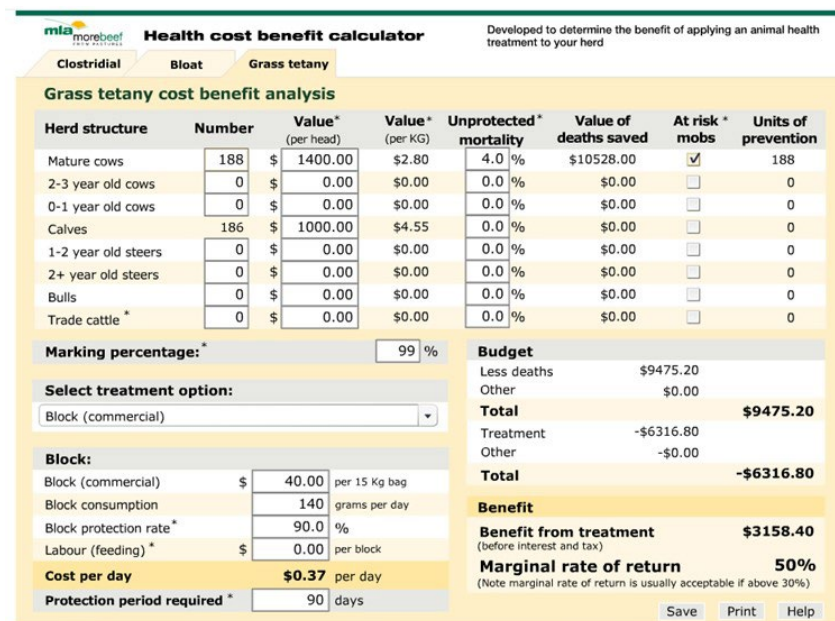 mla
morebeef
FROM PASTURES
Health cost benefit calculator
Developed to determine the benefit of applying an animal health
treatment to your herd
Clostridial Bloat Grass tetany
Grass tetany cost benefit analysis
Herd structure Number Value* (per head) Value* (per KG) Unprotected* mortality Value of deaths saved At risk * mobs Units of prevention
Mature cows 188 $ 1400.00 $2.80 4.0 % $10528.00 188
2-3 year old cows 0 $ 0.00 $0.00 0.0 % $0.00 0
0-1 year old cows 0 $ 0.00 $0.00 0.0 % $0.00 0
Calves 186 $ 1000.00 $4.55 0.0 % $0.00 0
1-2 year old steers 0 $ 0.00 $0.00 0.0 % $0.00 0
2+ year old steers 0 $ 0.00 $0.00 0.0 % $0.00 0
Bulls 0 $ 0.00 $0.00 0.0 % $0.00 0
Trade cattle * 0 $ 0.00 $0.00 0.0 % $0.00 0
Marking percentage:* 99 %
Select treatment option:
Block (commercial)
Block:
Block (commercial) $ 40.00 per 15 Kg bag
Block consumption 140 grams per day
Block protection rate* 90.0 %
Labour (feeding) * $ 0.00 per block
Cost per day $0.37 per day
Protection period required * 90 days
Budget
Less deaths $9475.20
Other $0.00
Total $9475.20
Treatment -$6316.80
Other -$0.00
Total -$6316.80
Benefit
Benefit from treatment $3158.40
(before interest and tax)
Marginal rate of return 50%
(Note marginal rate of return is usually acceptable if above 30%)
Save Print Help